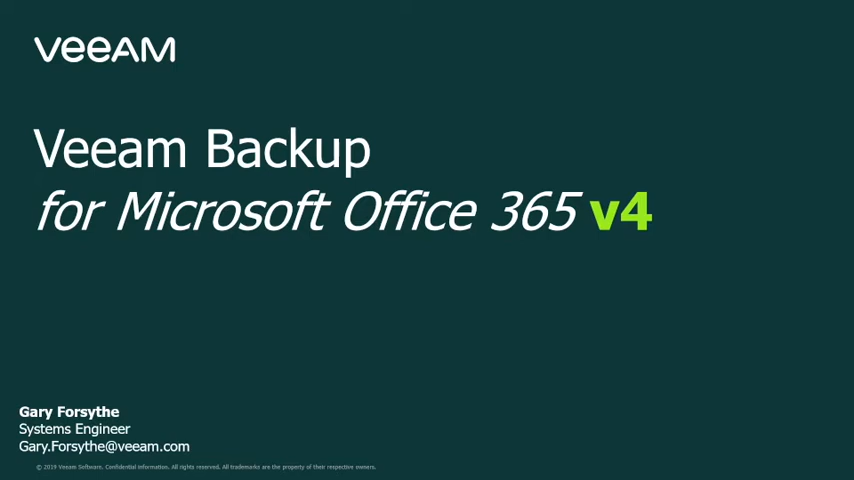 veeAM
Veeam Backup
for Microsoft Office 365 v4
Gary Forsythe
Systems Engineer
Gary.Forsythe@veeam.com
© 2019 Veeam Software. Confidential information. All rights reserved. All trademarks are the property of their respective owners.